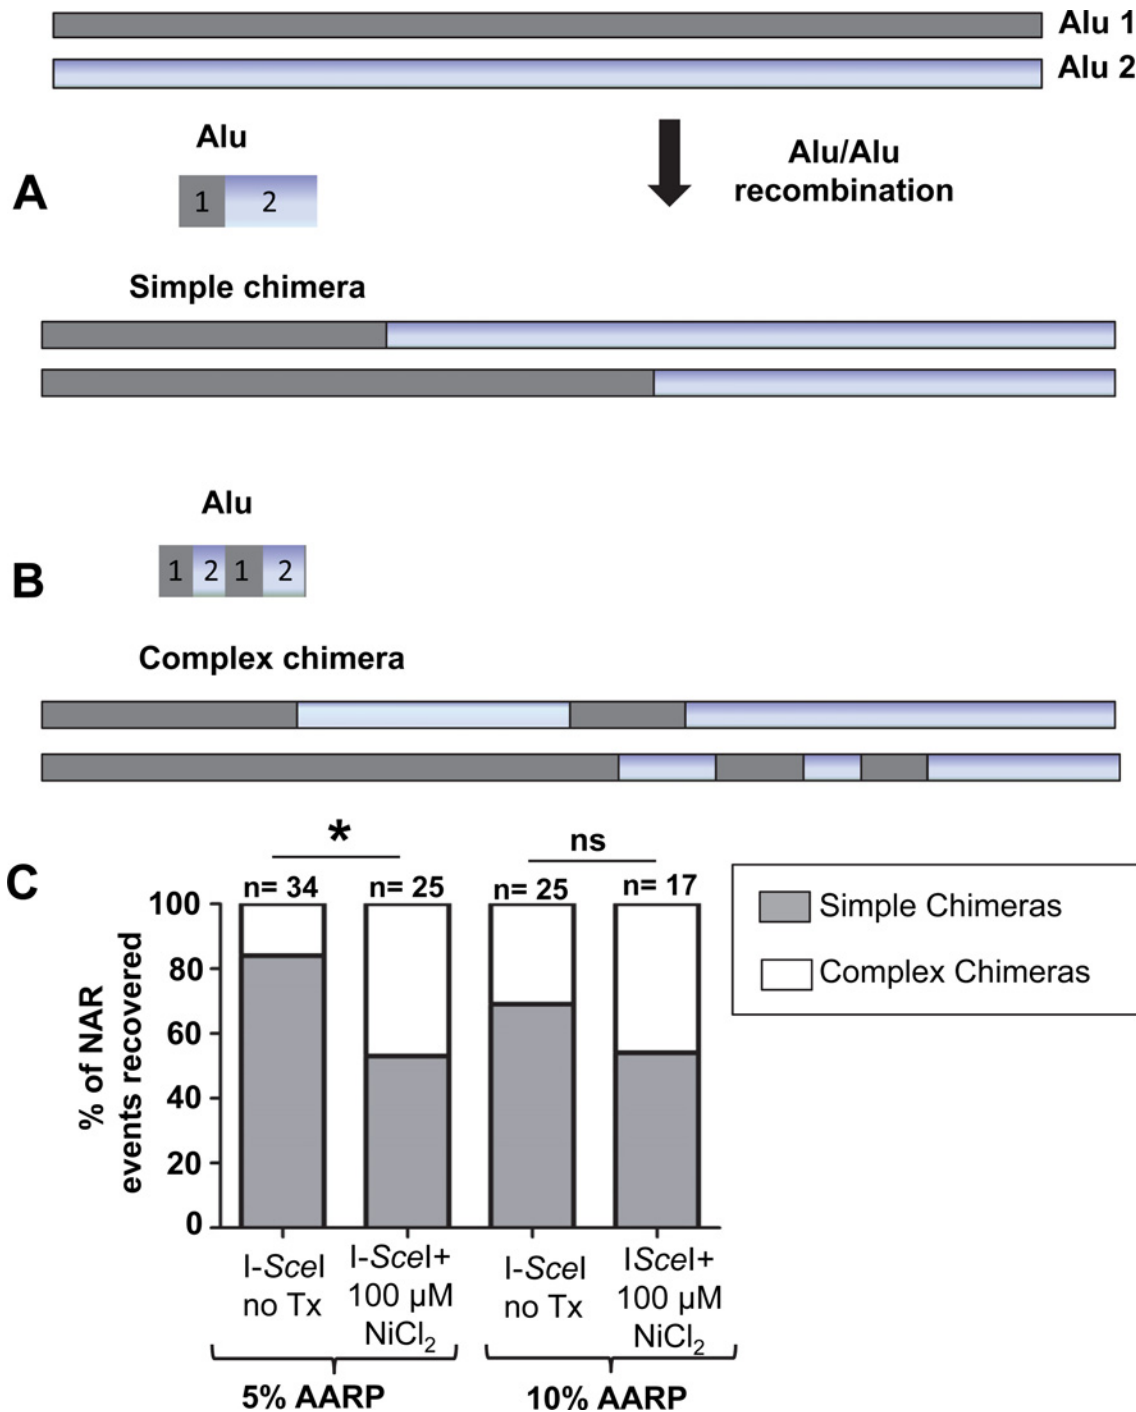 Alu 1
Alu 2
Alu
A
1 2
Alu/Alu
recombination
Simple chimera
Alu
B
1 2 1 2
Complex chimera
C
*
ns
n= 34
n= 25
n= 25
n= 17
% of NAR
events recovered
100
80
60
40
20
0
I-SceI
no Tx
I-SceI+
100 µM
NiCl₂
I-SceI
no Tx
ISceI+
100 µM
NiCl₂
5% AARP
10% AARP
Simple Chimeras
Complex Chimeras